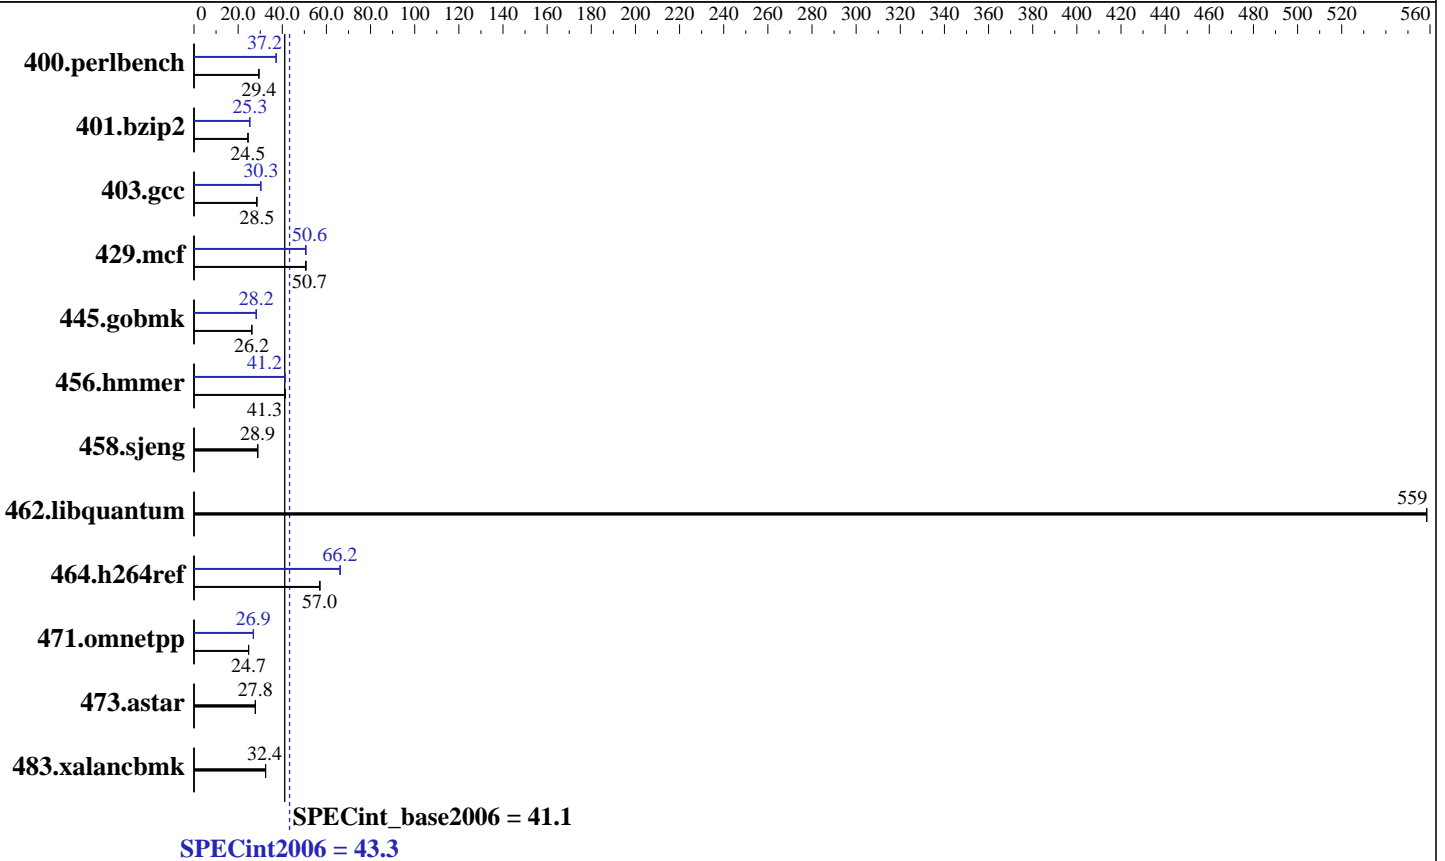 0 20.0 40.0 60.0 80.0 100 120 140 160 180 200 220 240 260 280 300 320 340 360 380 400 420 440 460 480 500 520 560
37.2
400.perlbench
29.4
25.3
401.bzip2
24.5
30.3
403.gcc
28.5
50.6
429.mcf
50.7
28.2
445.gobmk
26.2
41.2
456.hmmer
41.3
28.9
458.sjeng
559
462.libquantum
66.2
464.h264ref
57.0
26.9
471.omnetpp
24.7
27.8
473.astar
32.4
483.xalancbmk
SPECint_base2006 = 41.1
SPECint2006 = 43.3